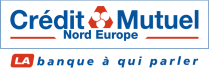 Crédit Mutuel
Nord Europe
LA banque à qui parler